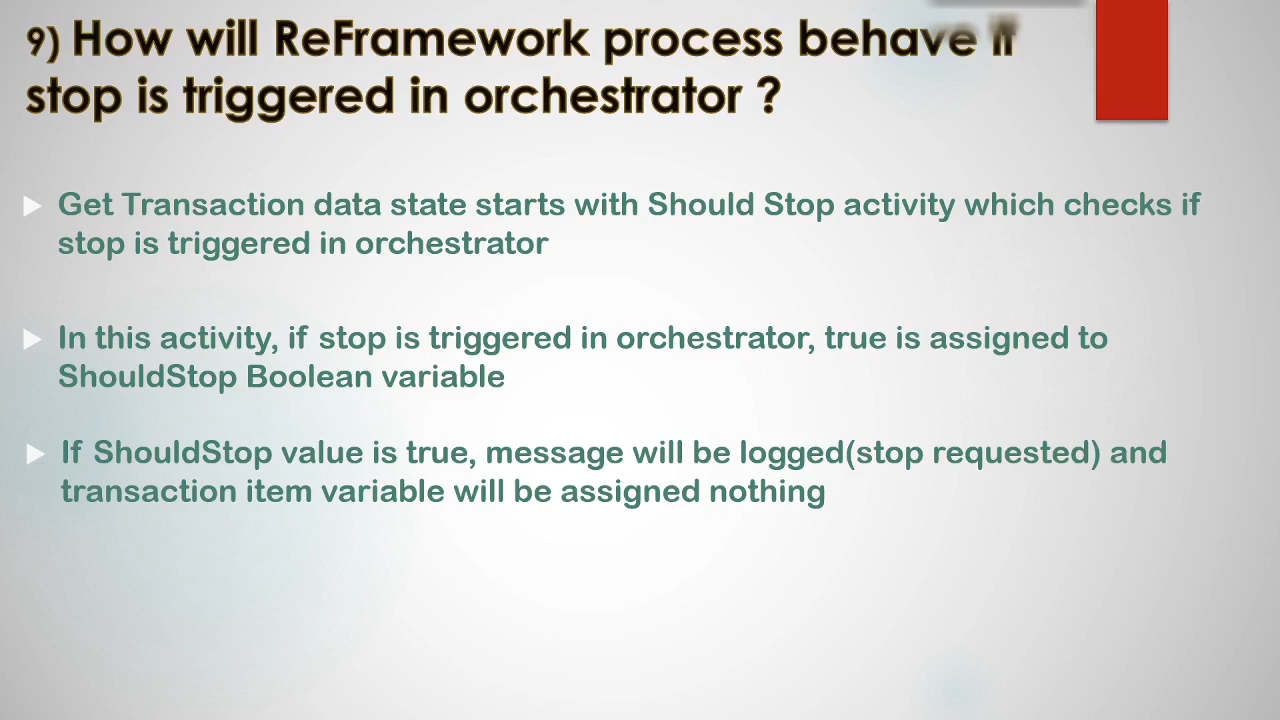 9) How will ReFramework process behave if
stop is triggered in orchestrator ?
Get Transaction data state starts with Should Stop activity which checks if
stop is triggered in orchestrator
In this activity, if stop is triggered in orchestrator, true is assigned to
ShouldStop Boolean variable
If ShouldStop value is true, message will be logged(stop requested) and
transaction item variable will be assigned nothing